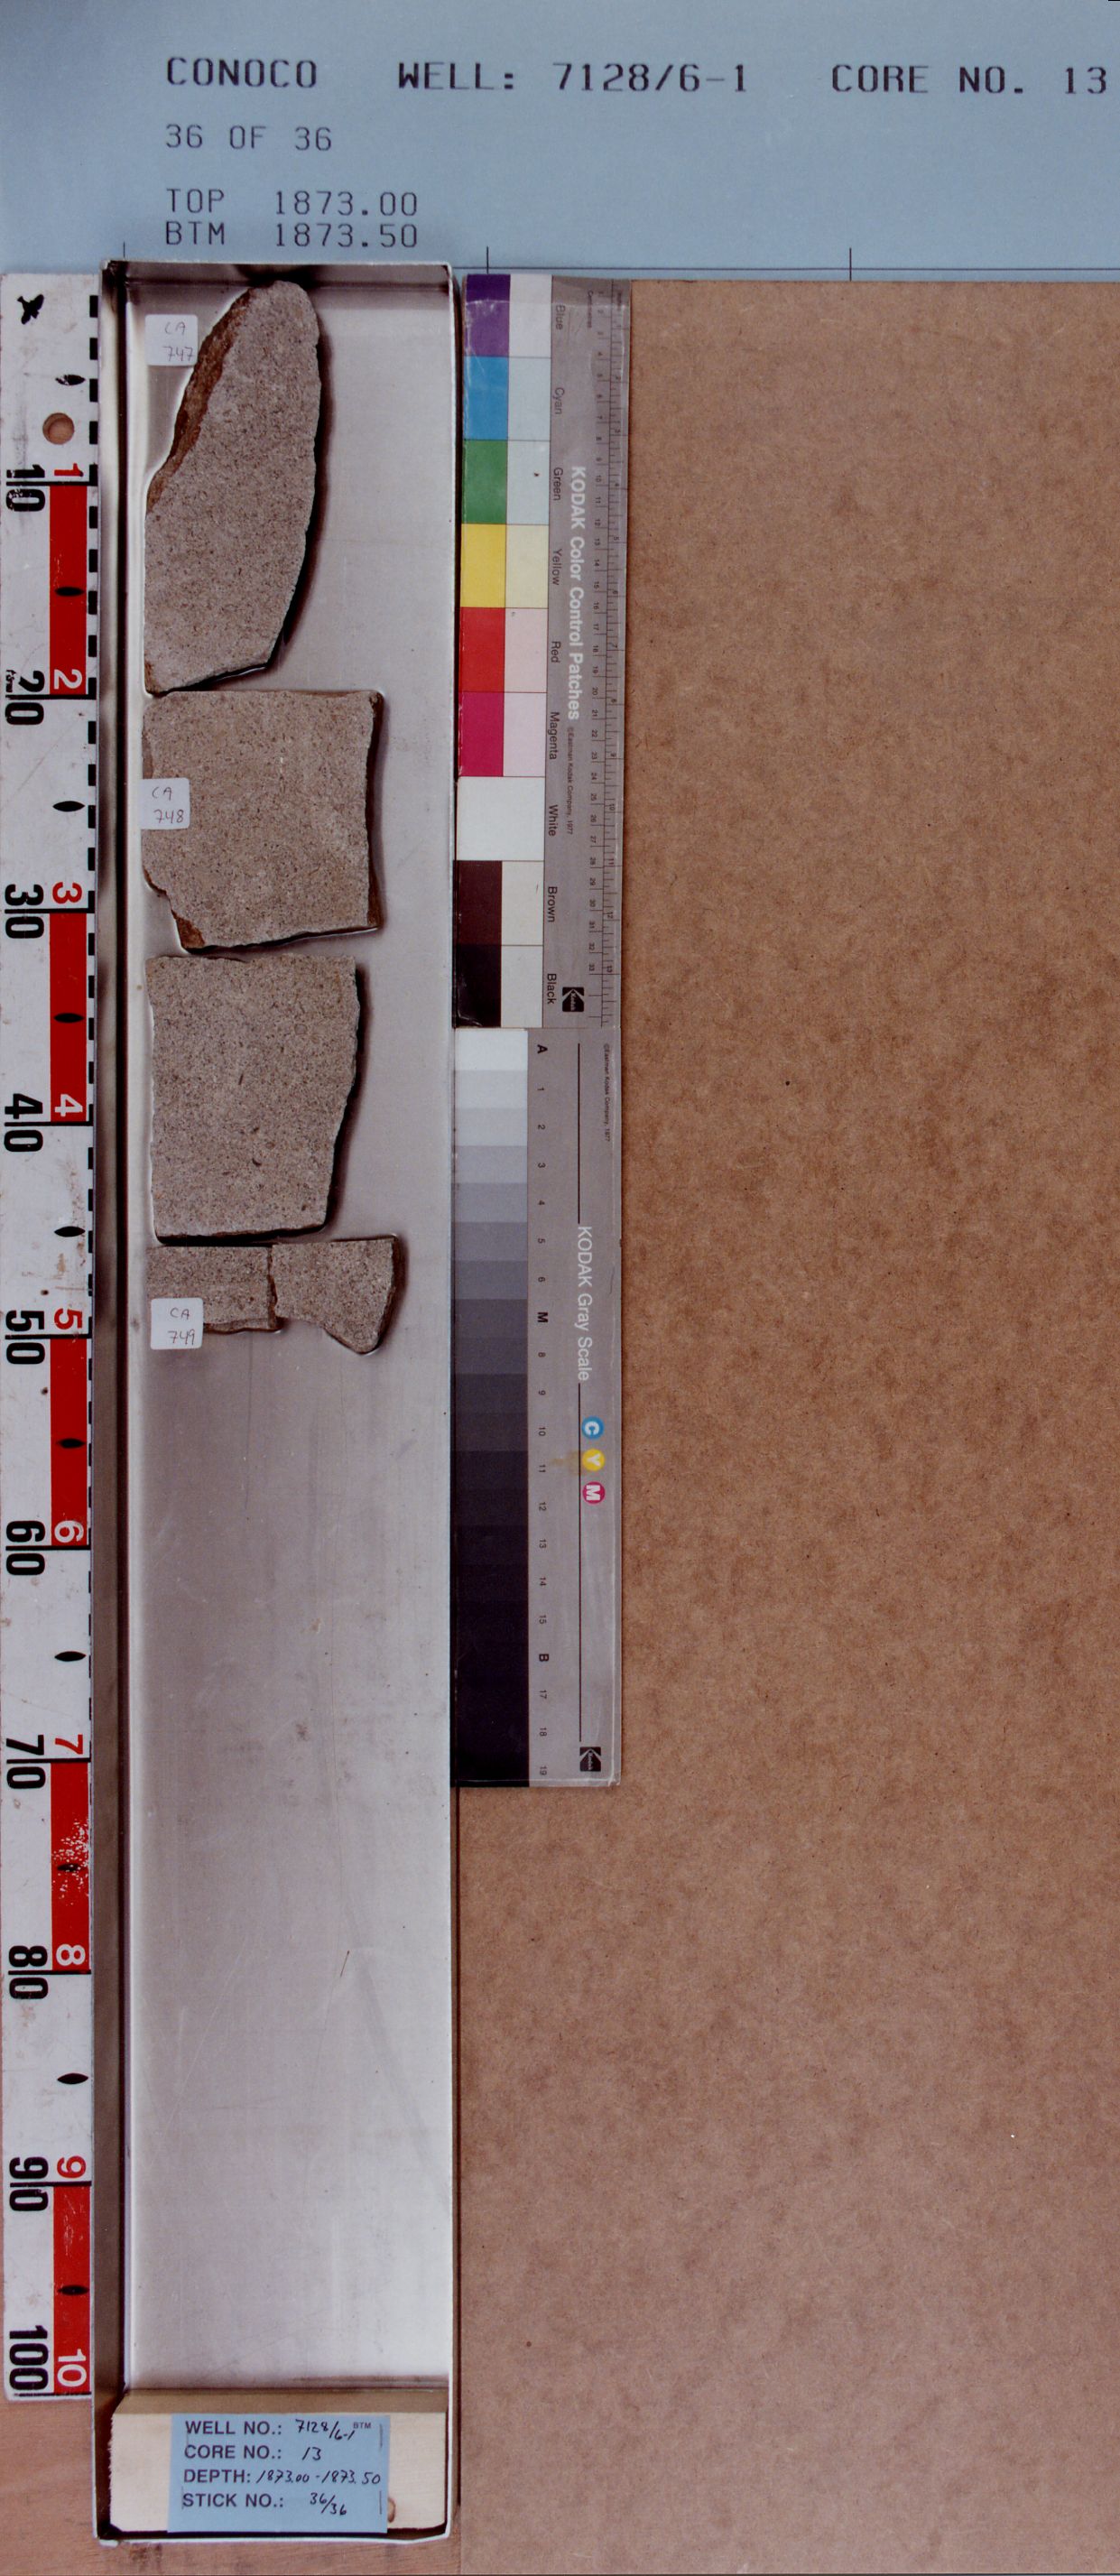 CONOCO WELL: 7128/6-1 CORE NO. 13
36 OF 36
TOP 1873.00
BTM 1873.50
CA
747
CA
748
CA
749
10 1
20 2
30 3
40 4
50 5
60 6
70 7
80 8
90 9
100 10
Blue
Cyan
Green
Yellow
Red
Magenta
White
Brown
Black
KODAK Color Control Patches
©Eastman Kodak Company, 1977
KODAK Gray Scale
©Eastman Kodak Company, 1977
C Y M
A 1 2 3 4 5 6 M 8 9 10 11 12 13 14 15 B 17 18 19
WELL NO.: 7128/6-1 BTM
CORE NO.: 13
DEPTH: 1873.00-1873.50
STICK NO.: 36/36